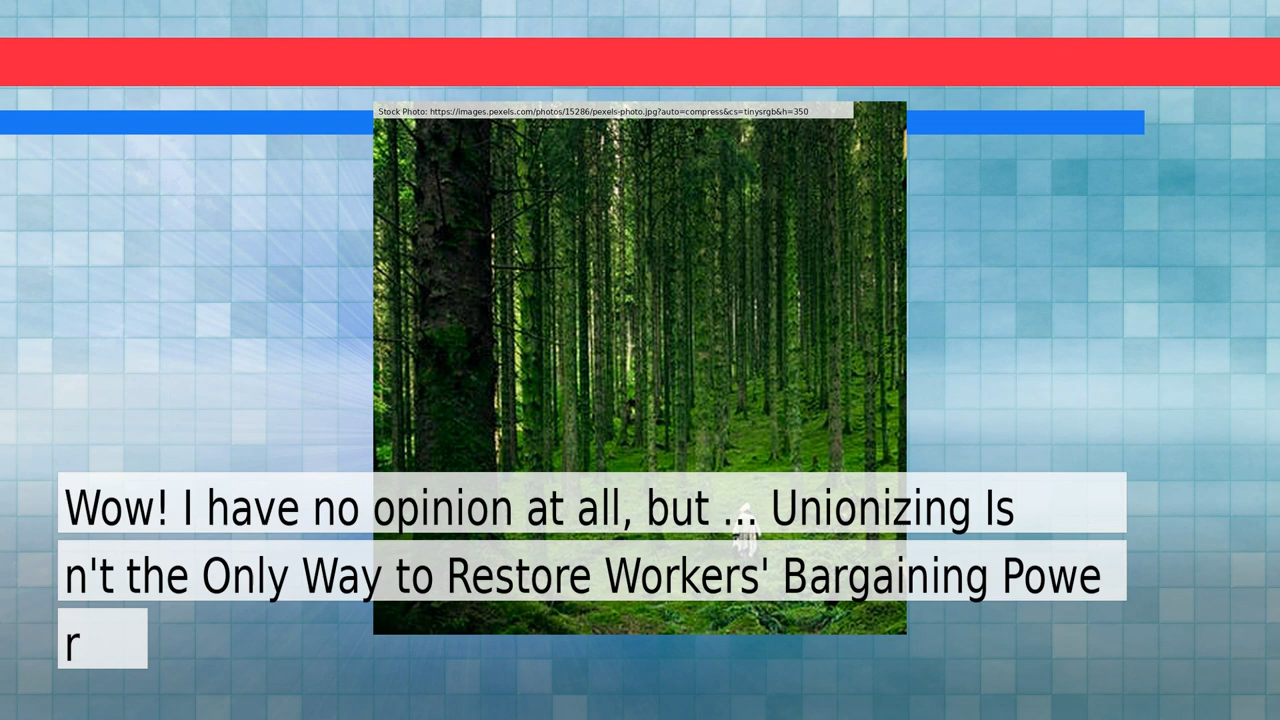 Stock Photo: https://images.pexels.com/photos/15286/pexels-photo.jpg?auto=compress&cs=tinysrgb&h=350
Wow! I have no opinion at all, but ... Unionizing Is
n't the Only Way to Restore Workers' Bargaining Powe
r